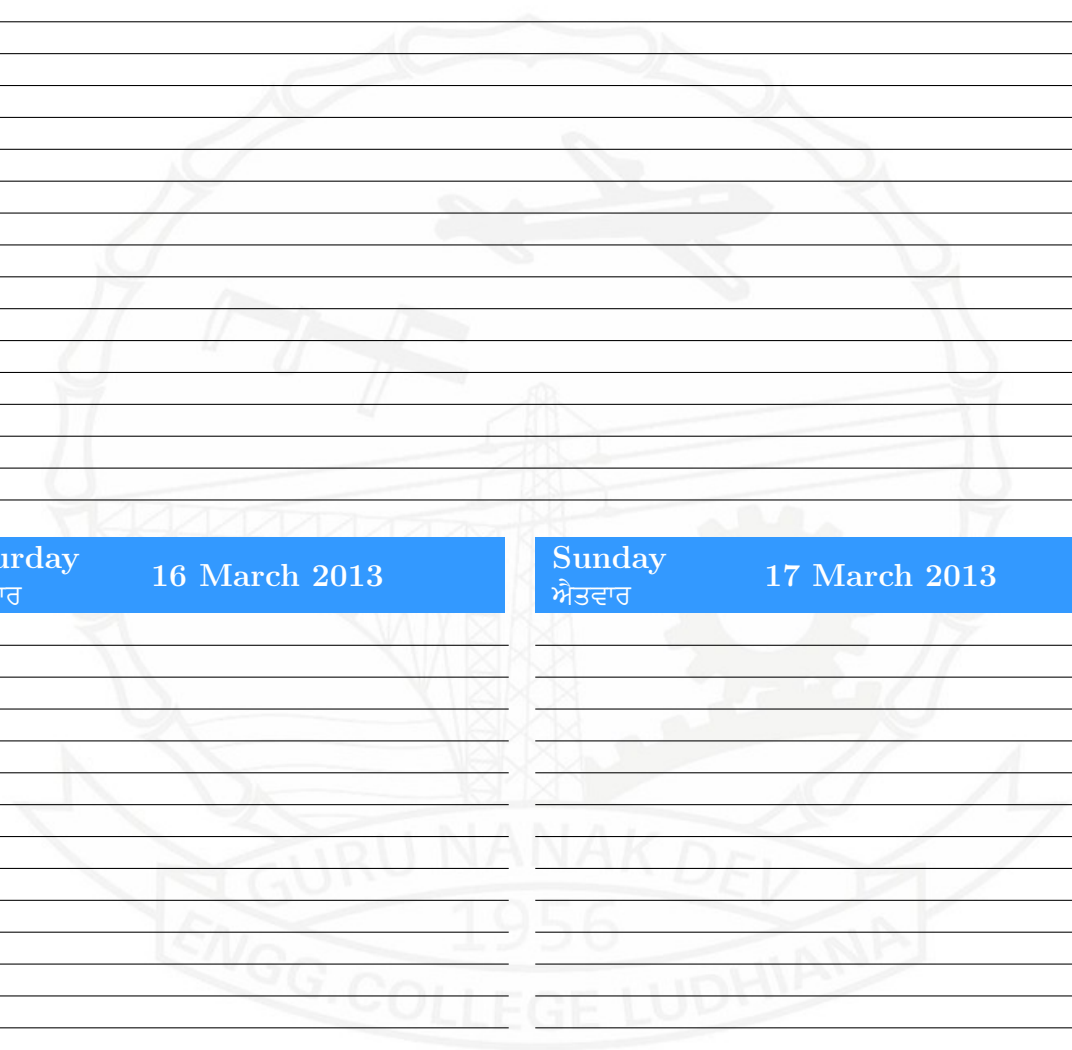 urday
16 March 2013
ਾਰ
Sunday
17 March 2013
ਐਤਵਾਰ
GURU NANAK DEV
1956
ENGG. COLLEGE LUDHIANA